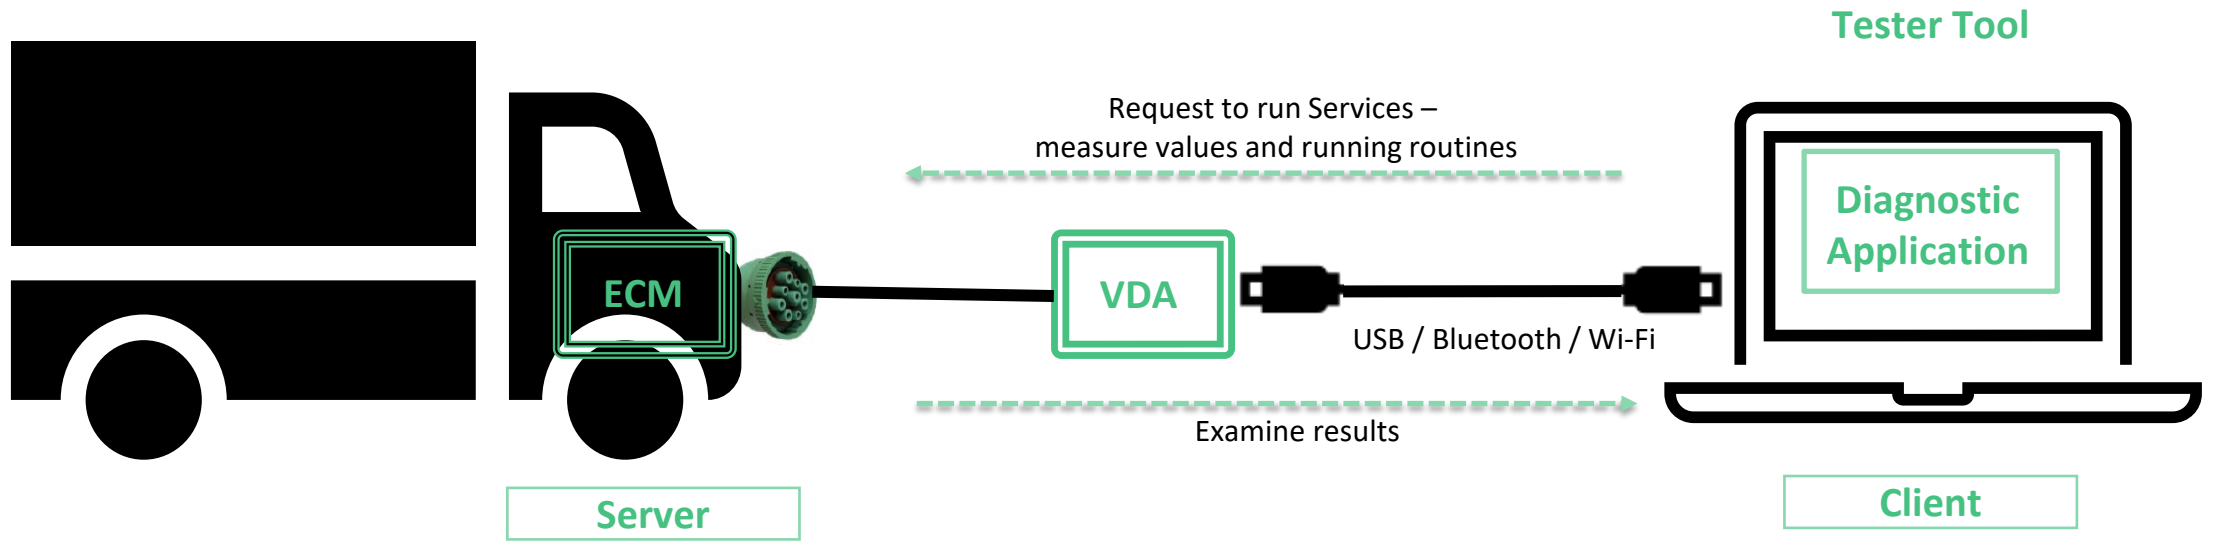 Tester Tool
Request to run Services –
measure values and running routines
Diagnostic
Application
ECM
VDA
USB / Bluetooth / Wi-Fi
Examine results
Server
Client